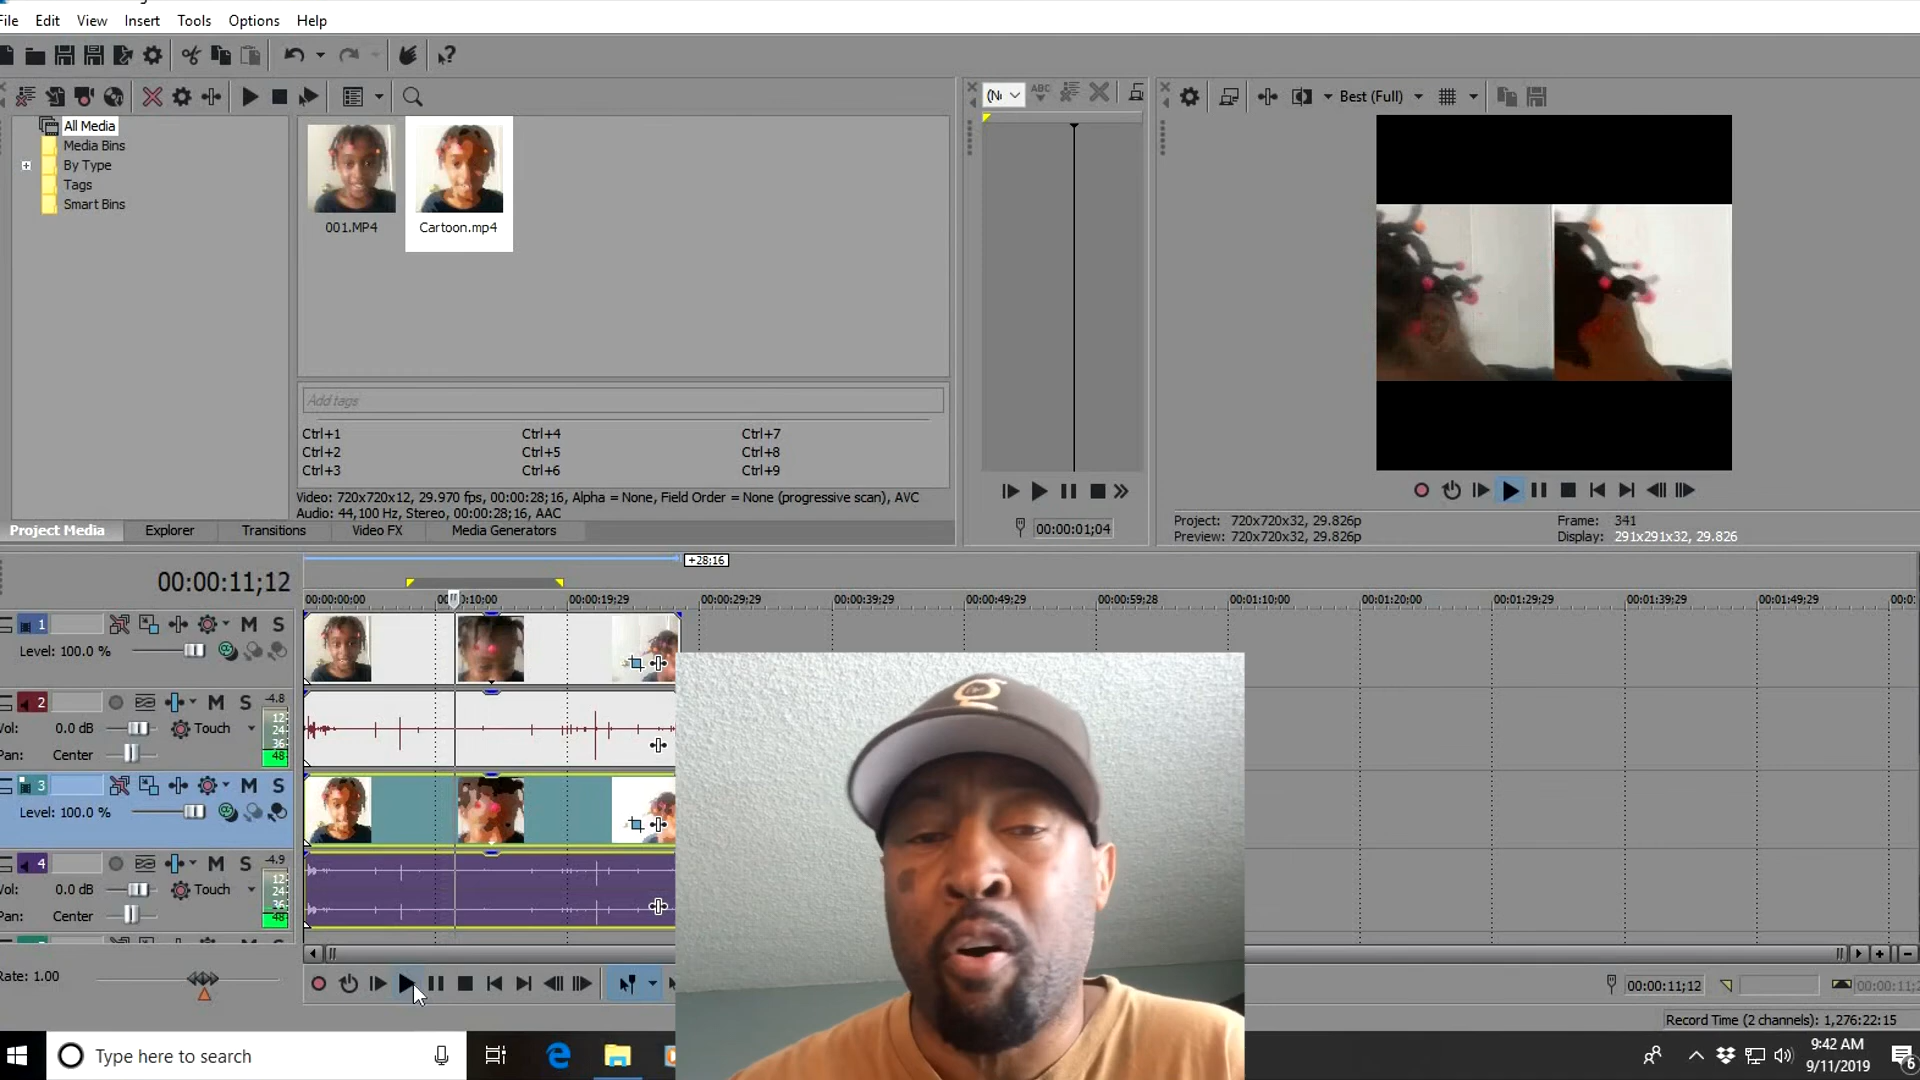 File Edit View Insert Tools Options Help
All Media
Media Bins
By Type
Tags
Smart Bins
001.MP4
Cartoon.mp4
Add tags
Ctrl+1 Ctrl+4 Ctrl+7
Ctrl+2 Ctrl+5 Ctrl+8
Ctrl+3 Ctrl+6 Ctrl+9
Video: 720x720x12, 29.970 fps, 00:00:28;16, Alpha = None, Field Order = None (progressive scan), AVC
Audio: 44,100 Hz, Stereo, 00:00:28;16, AAC
Project Media Explorer Transitions Video FX Media Generators
00:00:01;04
Best (Full)
Project: 720x720x32, 29.826p
Preview: 720x720x32, 29.826p
Frame: 341
Display: 291x291x32, 29.826
+28;16
00:00:11;12
00:00:00;00 00:00:10;00 00:00:19;29 00:00:29;29 00:00:39;29 00:00:49;29 00:00:59;28 00:01:10;00 00:01:20;00 00:01:29;29 00:01:39;29 00:01:49;29
1 M S
Level: 100.0 %
2 M S -4.8
Vol: 0.0 dB Touch
Pan: Center
12
24
36
48
3 M S
Level: 100.0 %
4 M S -4.9
Vol: 0.0 dB Touch
Pan: Center
12
24
36
48
Rate: 1.00
00:00:11;12
Record Time (2 channels): 1,276:22:15
Type here to search
9:42 AM
9/11/2019
6